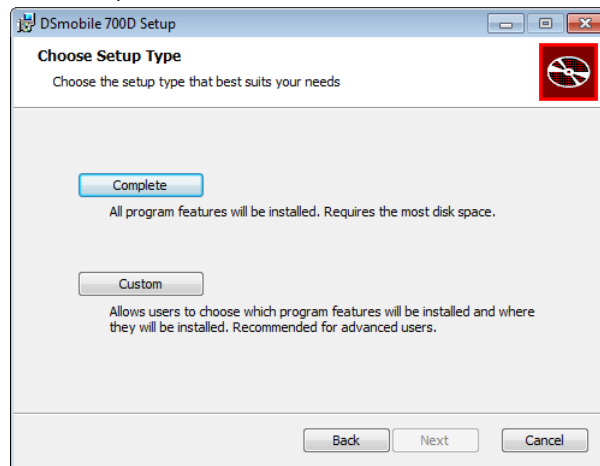 DSmobile 700D Setup
Choose Setup Type
Choose the setup type that best suits your needs
Complete
All program features will be installed. Requires the most disk space.
Custom
Allows users to choose which program features will be installed and where
they will be installed. Recommended for advanced users.
Back Next Cancel